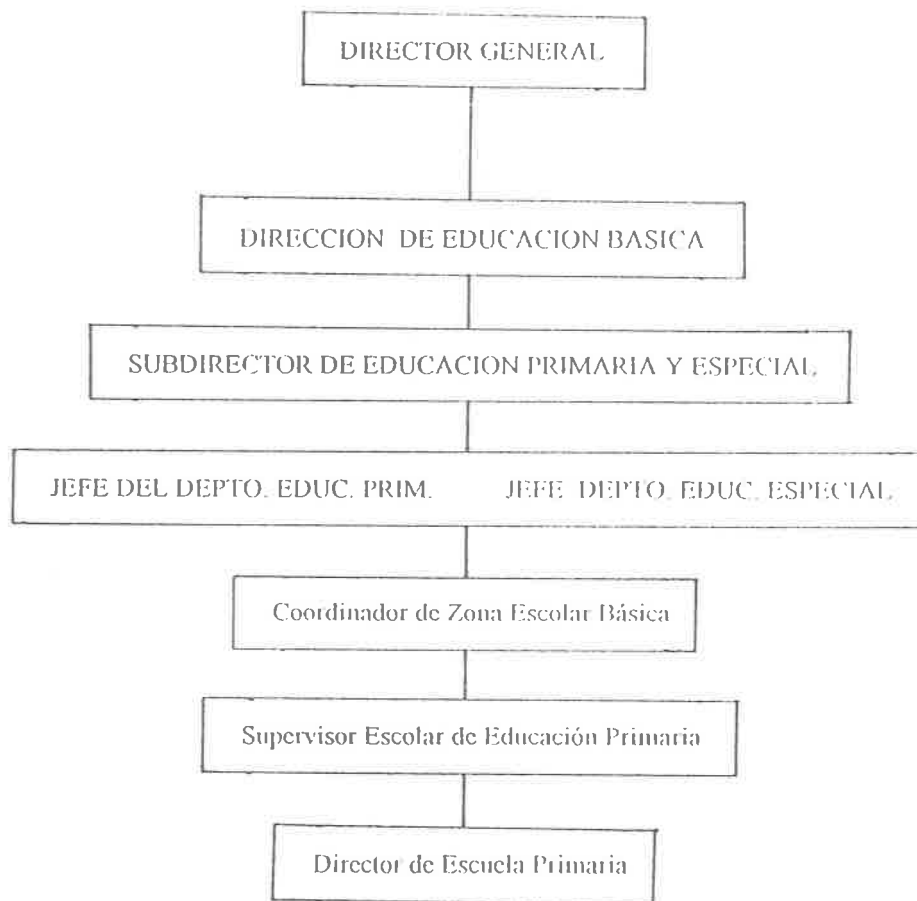 DIRECTOR GENERAL
DIRECCION DE EDUCACION BASICA
SUBDIRECTOR DE EDUCACION PRIMARIA Y ESPECIAL
JEFE DEL DEPTO. EDUC. PRIM. JEFE DEPTO. EDUC. ESPECIAL
Coordinador de Zona Escolar Básica
Supervisor Escolar de Educación Primaria
Director de Escuela Primaria